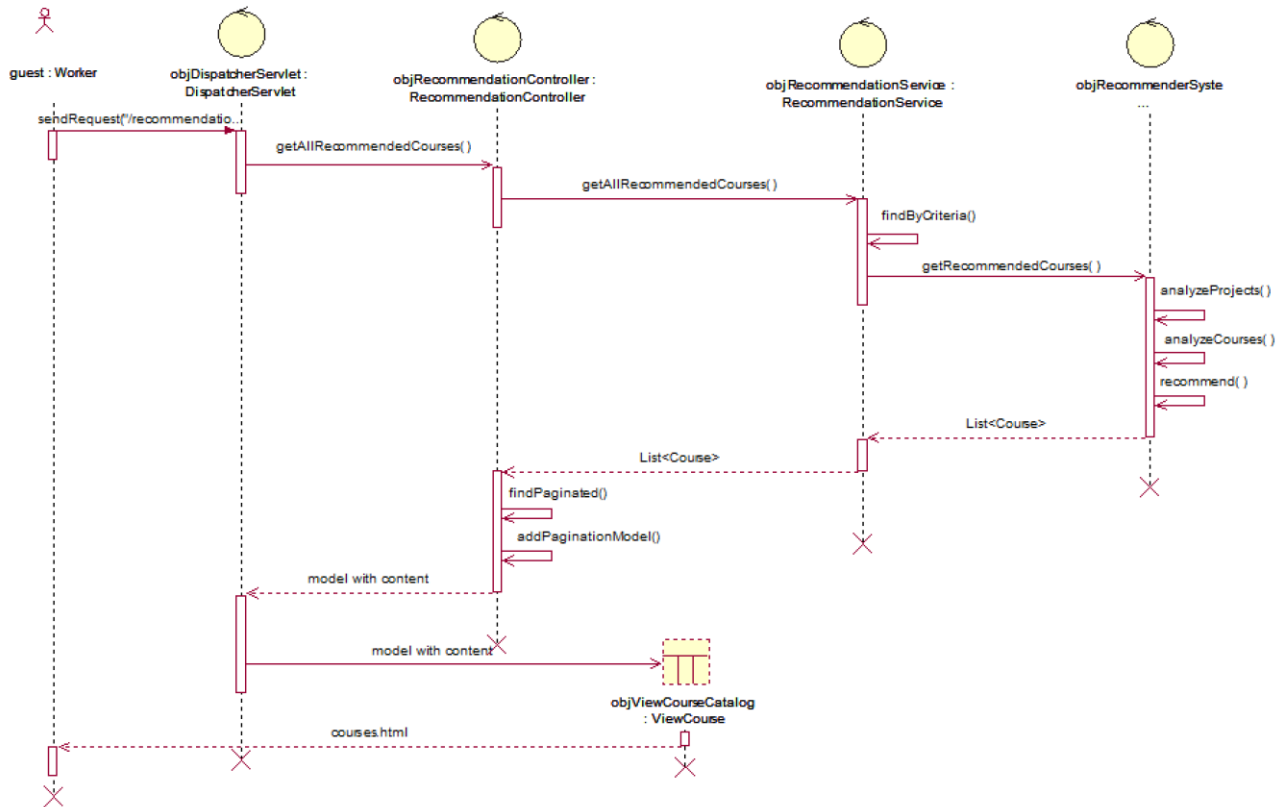 guest : Worker
objDispatcherServlet :
DispatcherServlet
objRecommendationController :
RecommendationController
objRecommendationService :
RecommendationService
objRecommenderSyste
...
sendRequest("/recommendatio...
getAllRecommendedCourses( )
getAllRecommendedCourses( )
findByCriteria()
getRecommendedCourses( )
analyzeProjects( )
analyzeCourses( )
recommend( )
List<Course>
List<Course>
findPaginated()
addPaginationModel()
model with content
model with content
objViewCourseCatalog
: ViewCourse
courses.html